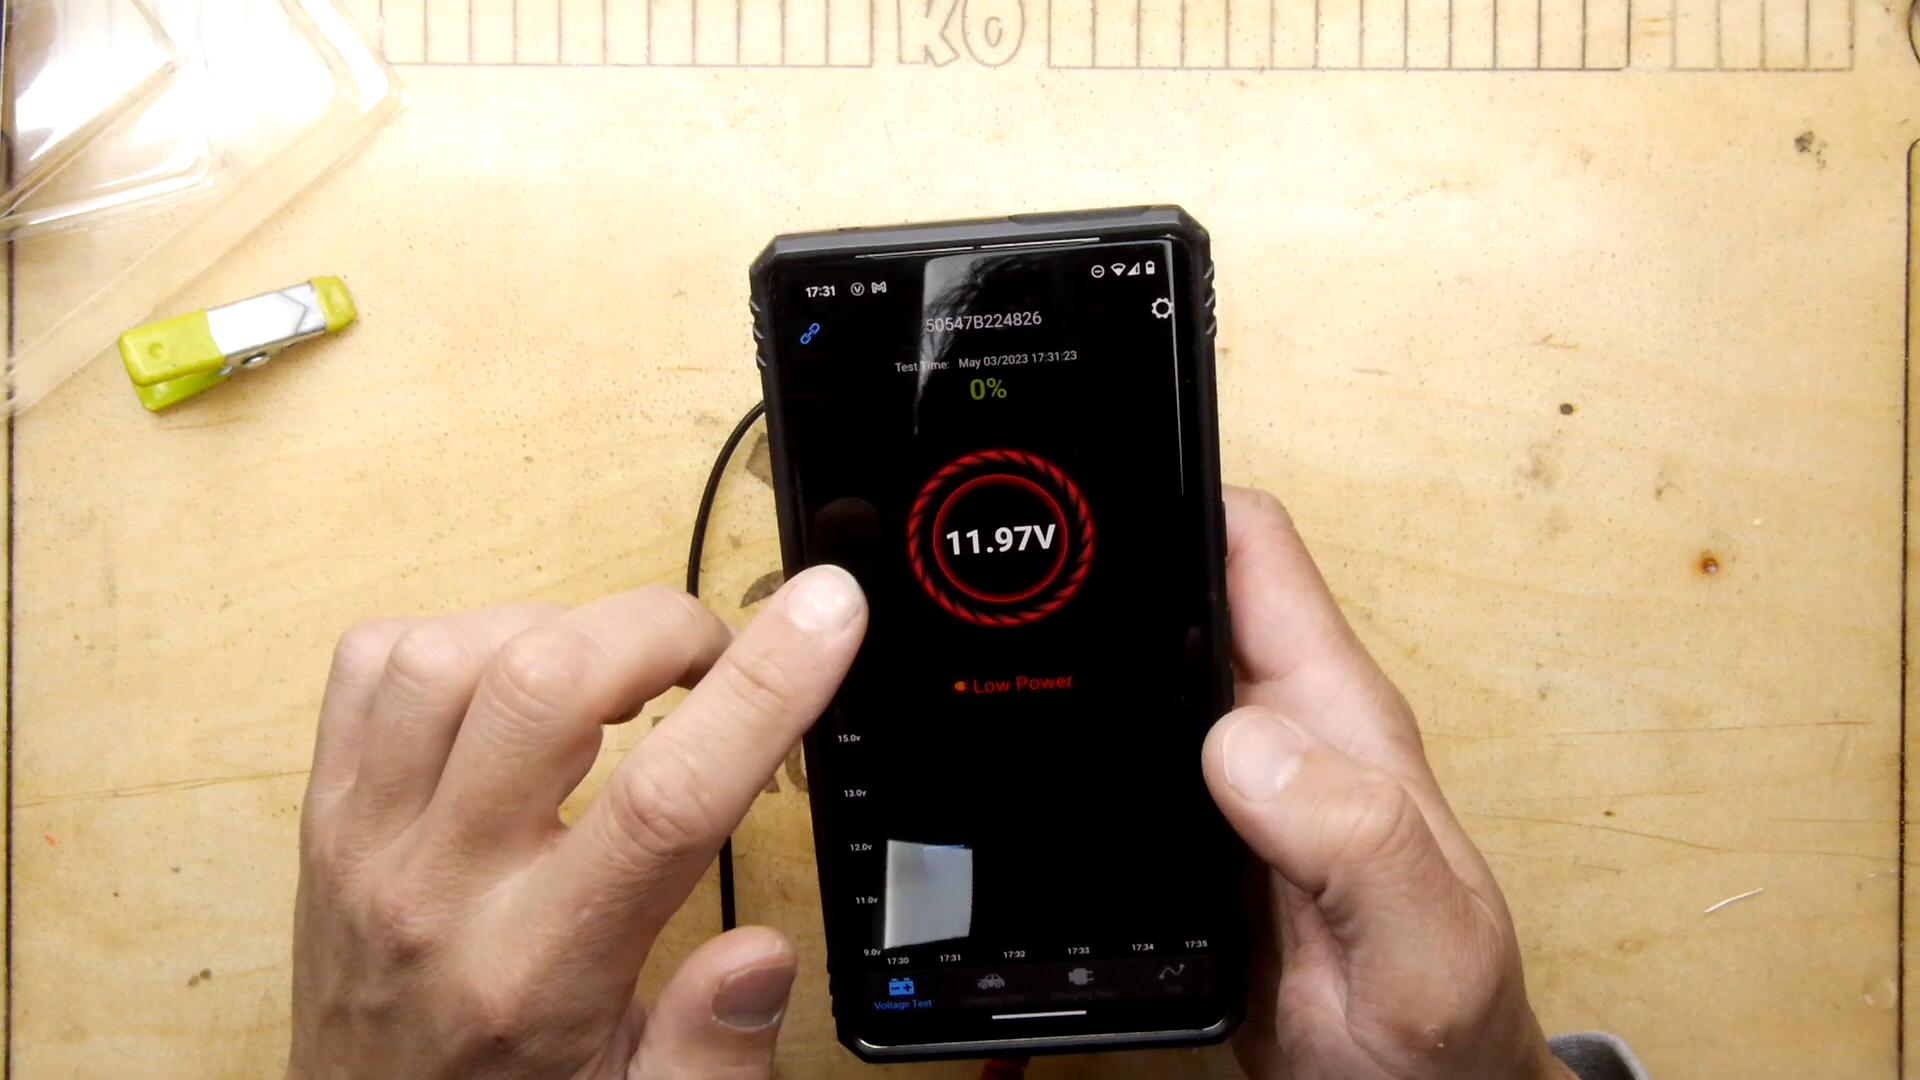 KO
17:31
50547B224826
Test Time: May 03/2023 17:31:23
0%
11.97V
Low Power
15.0v
13.0v
12.0v
11.0v
9.0v
17:30 17:31 17:32 17:33 17:34 17:35
Voltage Test